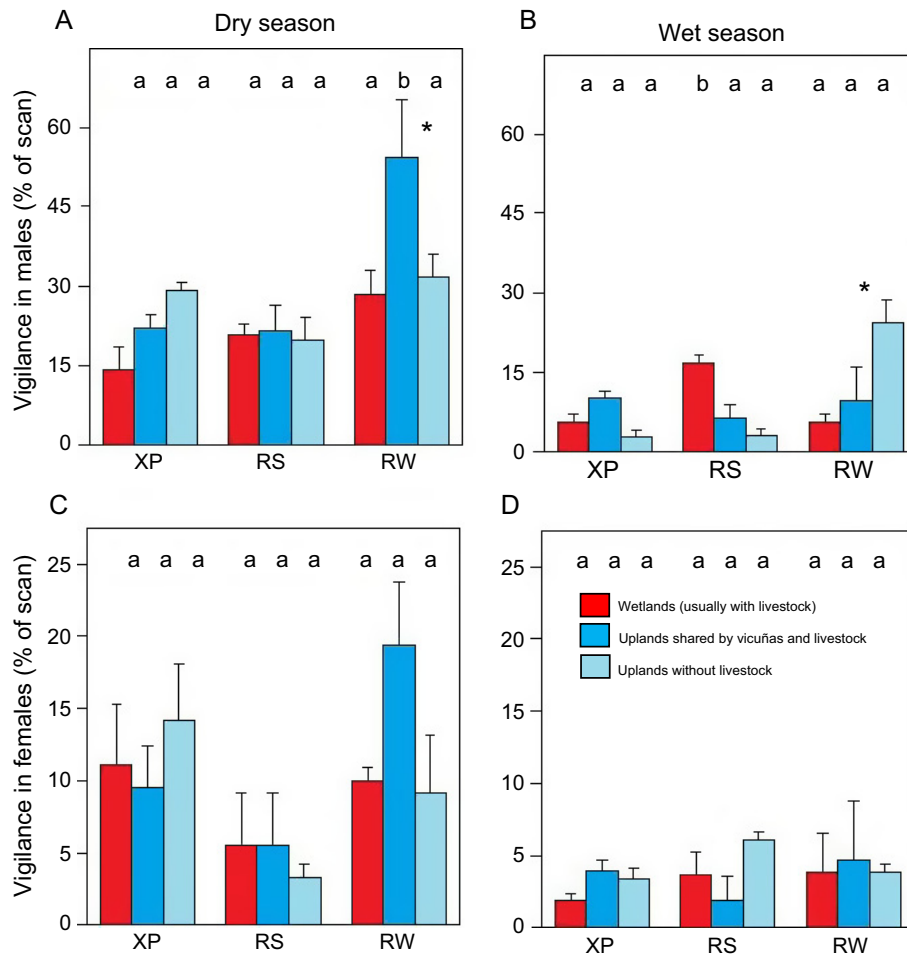 A
Dry season
B
Wet season
Vigilance in males (% of scan)
60
45
30
15
0
a a a a a a a b a
*
XP RS RW
60
45
30
15
0
a a a b a a a a a
*
XP RS RW
C
Vigilance in females (% of scan)
25
20
15
10
5
0
a a a a a a a a a
XP RS RW
D
25
20
15
10
5
0
a a a a a a a a a
Wetlands (usually with livestock)
Uplands shared by vicuñas and livestock
Uplands without livestock
XP RS RW